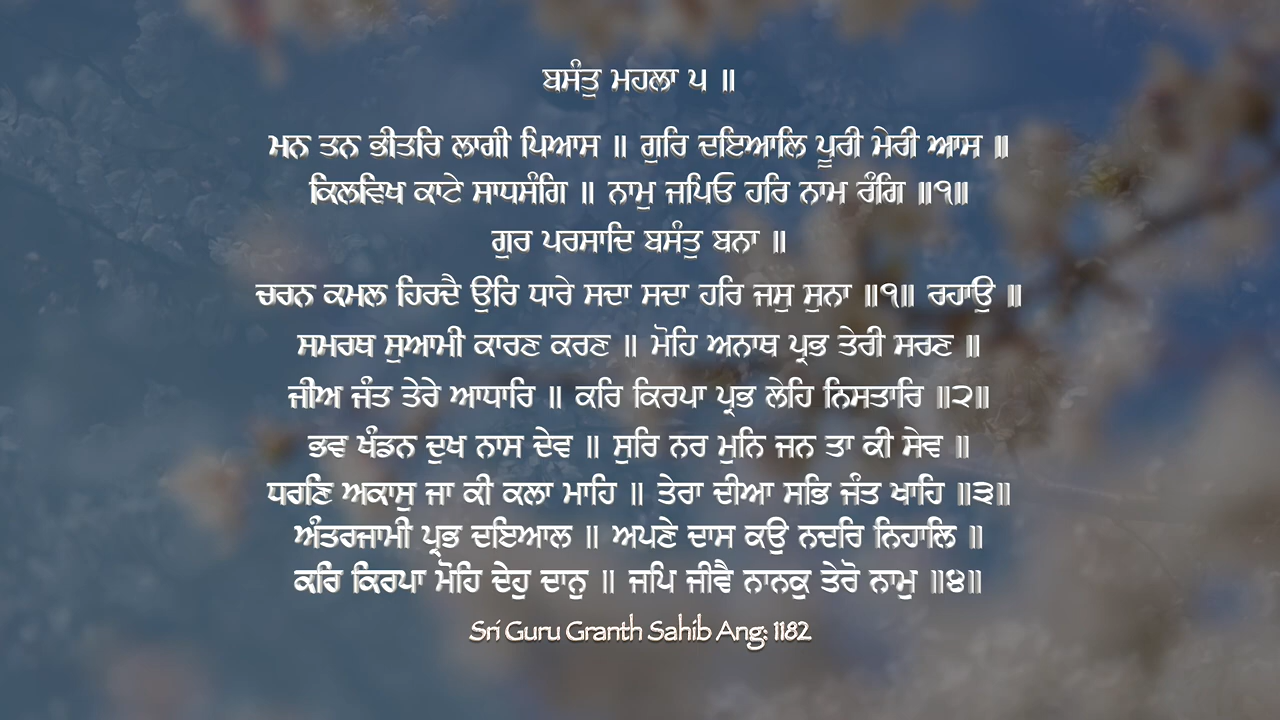 ਬਸੰਤੁ ਮਹਲਾ ੫ ॥
ਮਨ ਤਨ ਭੀਤਰਿ ਲਾਗੀ ਪਿਆਸ ॥ ਗੁਰਿ ਦਇਆਲਿ ਪੂਰੀ ਮੇਰੀ ਆਸ ॥
ਕਿਲਵਿਖ ਕਾਟੇ ਸਾਧਸੰਗਿ ॥ ਨਾਮੁ ਜਪਿਓ ਹਰਿ ਨਾਮ ਰੰਗਿ ॥੧॥
ਗੁਰ ਪਰਸਾਦਿ ਬਸੰਤੁ ਬਨਾ ॥
ਚਰਨ ਕਮਲ ਹਿਰਦੈ ਉਰਿ ਧਾਰੇ ਸਦਾ ਸਦਾ ਹਰਿ ਜਸੁ ਸੁਨਾ ॥੧॥ ਰਹਾਉ ॥
ਸਮਰਥ ਸੁਆਮੀ ਕਾਰਣ ਕਰਣ ॥ ਮੋਹਿ ਅਨਾਥ ਪ੍ਰਭ ਤੇਰੀ ਸਰਣ ॥
ਜੀਅ ਜੰਤ ਤੇਰੇ ਆਧਾਰਿ ॥ ਕਰਿ ਕਿਰਪਾ ਪ੍ਰਭ ਲੇਹਿ ਨਿਸਤਾਰਿ ॥੨॥
ਭਵ ਖੰਡਨ ਦੁਖ ਨਾਸ ਦੇਵ ॥ ਸੁਰਿ ਨਰ ਮੁਨਿ ਜਨ ਤਾ ਕੀ ਸੇਵ ॥
ਧਰਣਿ ਅਕਾਸੁ ਜਾ ਕੀ ਕਲਾ ਮਾਹਿ ॥ ਤੇਰਾ ਦੀਆ ਸਭਿ ਜੰਤ ਖਾਹਿ ॥੩॥
ਅੰਤਰਜਾਮੀ ਪ੍ਰਭ ਦਇਆਲ ॥ ਅਪਣੇ ਦਾਸ ਕਉ ਨਦਰਿ ਨਿਹਾਲਿ ॥
ਕਰਿ ਕਿਰਪਾ ਮੋਹਿ ਦੇਹੁ ਦਾਨੁ ॥ ਜਪਿ ਜੀਵੈ ਨਾਨਕੁ ਤੇਰੋ ਨਾਮੁ ॥੪॥
Sri Guru Granth Sahib Ang: 1182